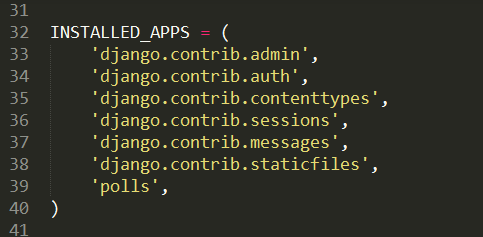 31
32 INSTALLED_APPS = (
33     'django.contrib.admin',
34     'django.contrib.auth',
35     'django.contrib.contenttypes',
36     'django.contrib.sessions',
37     'django.contrib.messages',
38     'django.contrib.staticfiles',
39     'polls',
40 )
41